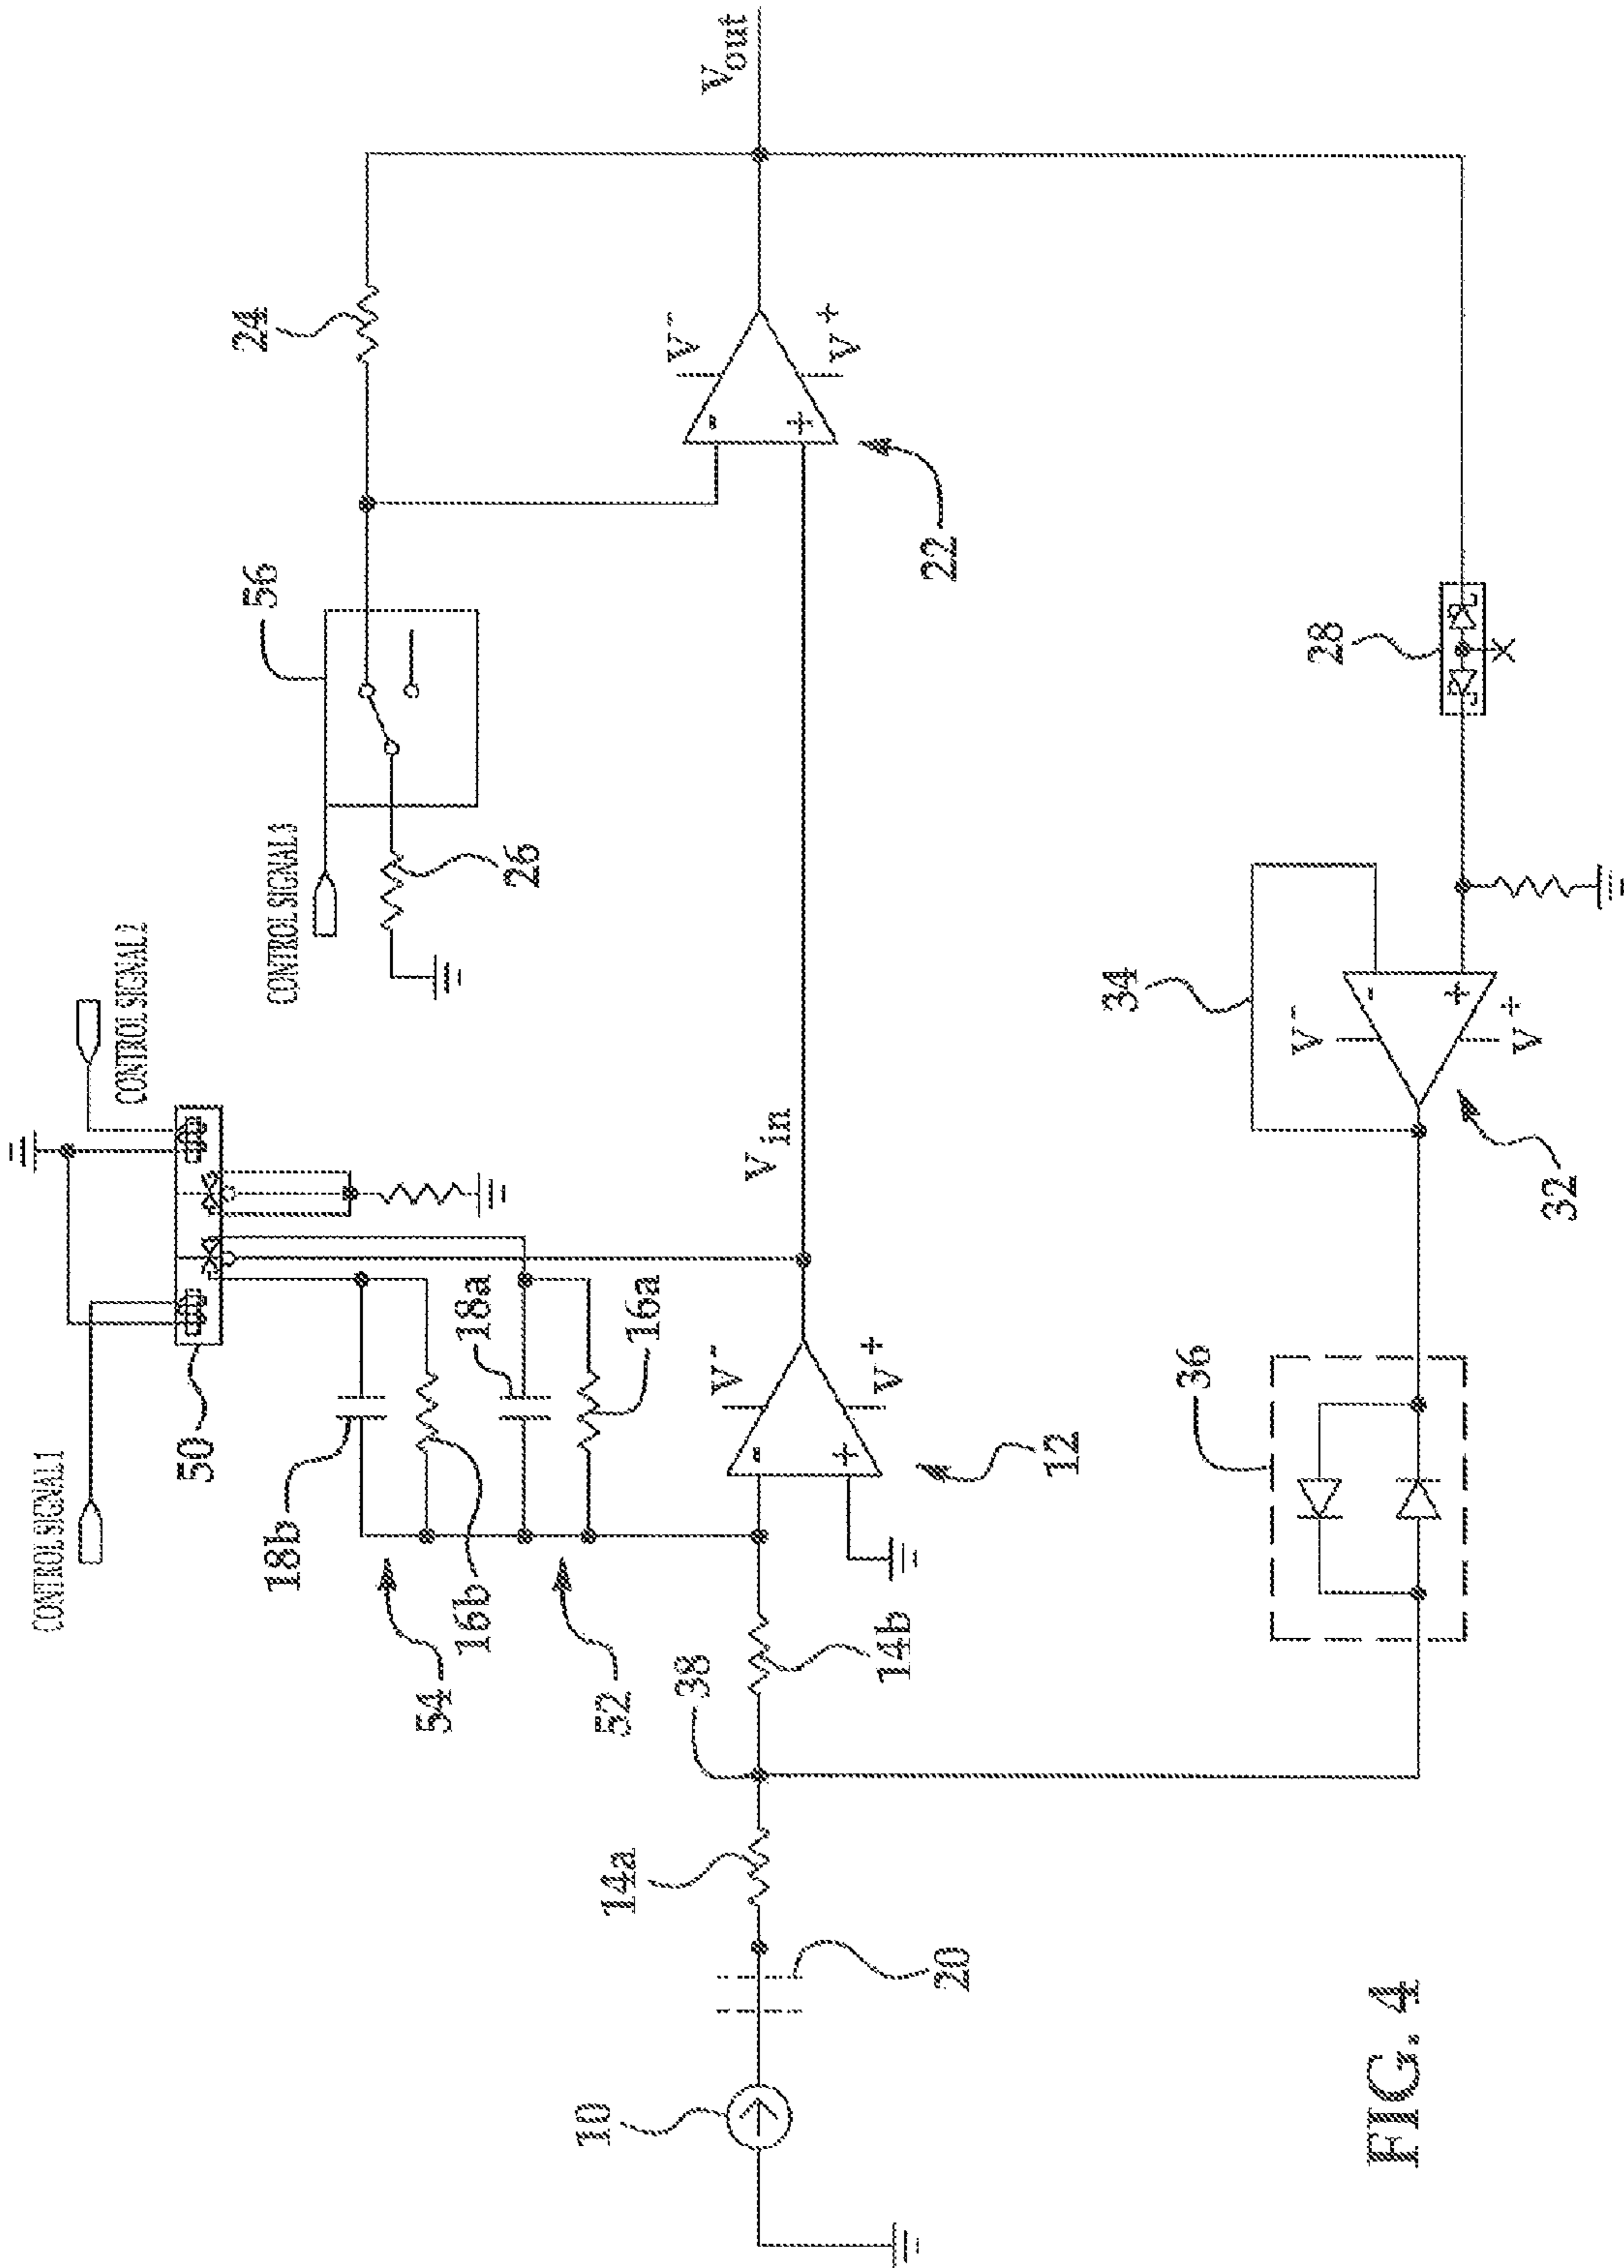 CONTROL SIGNAL 1
CONTROL SIGNAL 2
50
CONTROL SIGNAL 3
56
24
26
V-
V+
22
Vout
18b
16b
54
18a
16a
52
V-
V+
12
Vin
10
20
14a
38
14b
36
34
V-
V+
32
28
FIG. 4